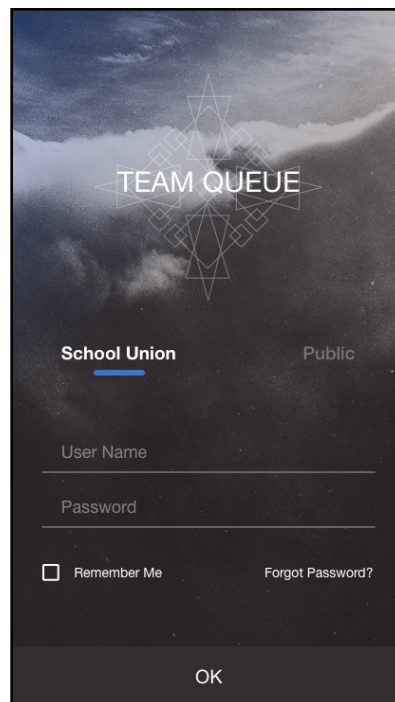 TEAM QUEUE
School Union Public
User Name
Password
Remember Me Forgot Password?
OK